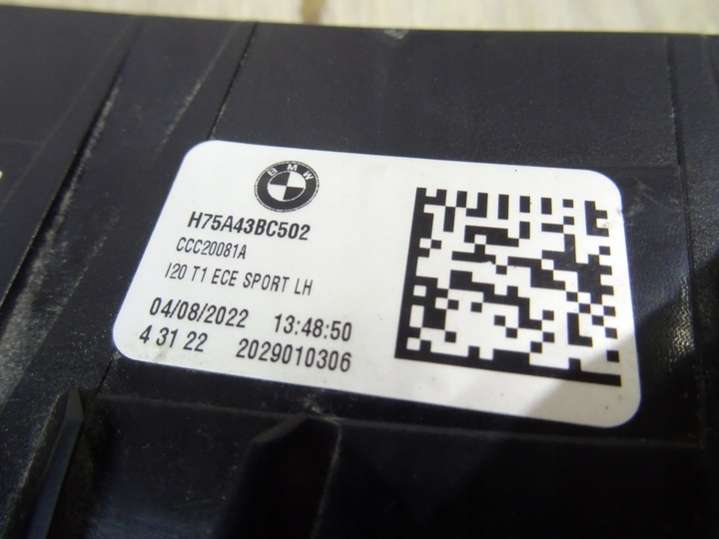 BMW
H75A43BC502
CCC20081A
I20 T1 ECE SPORT LH
04/08/2022 13:48:50
4 31 22 2029010306